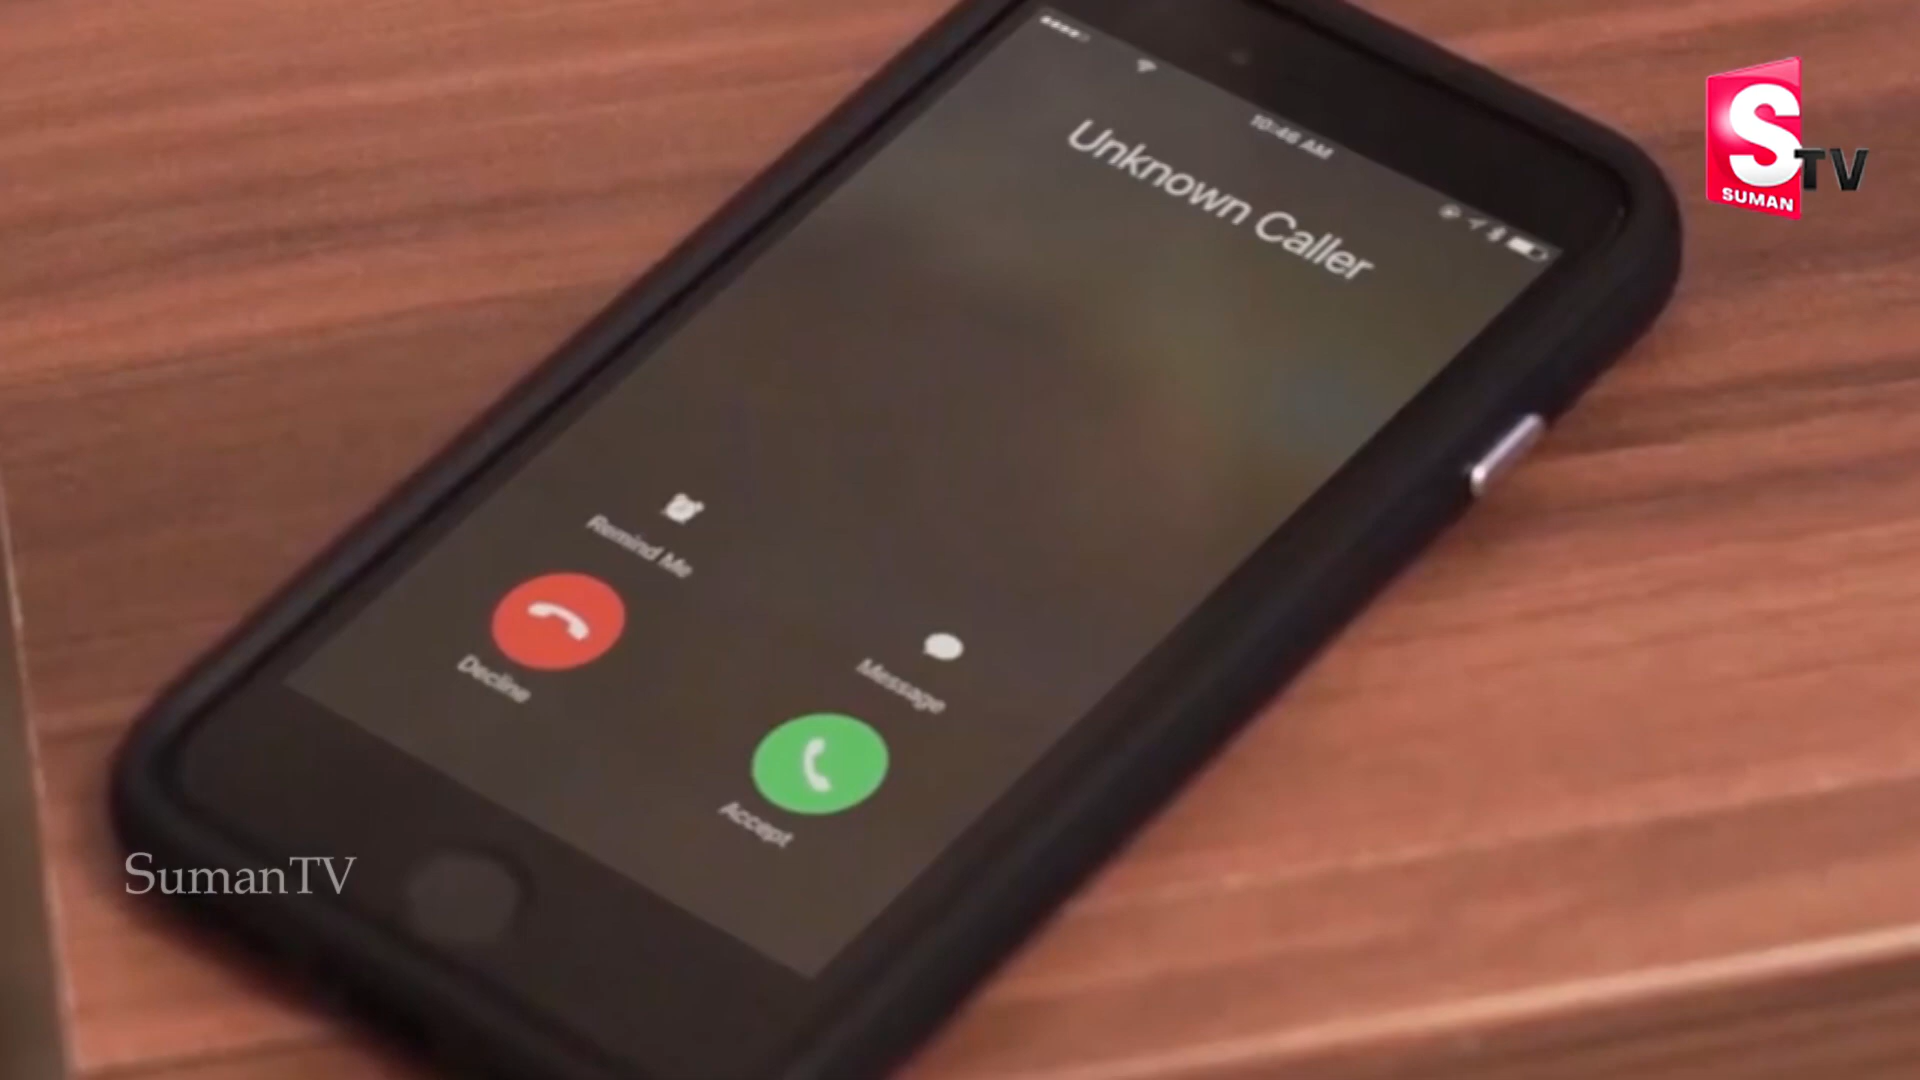 10:46 AM
Unknown Caller
Remind Me
Message
Decline
Accept
S
TV
SUMAN
SumanTV